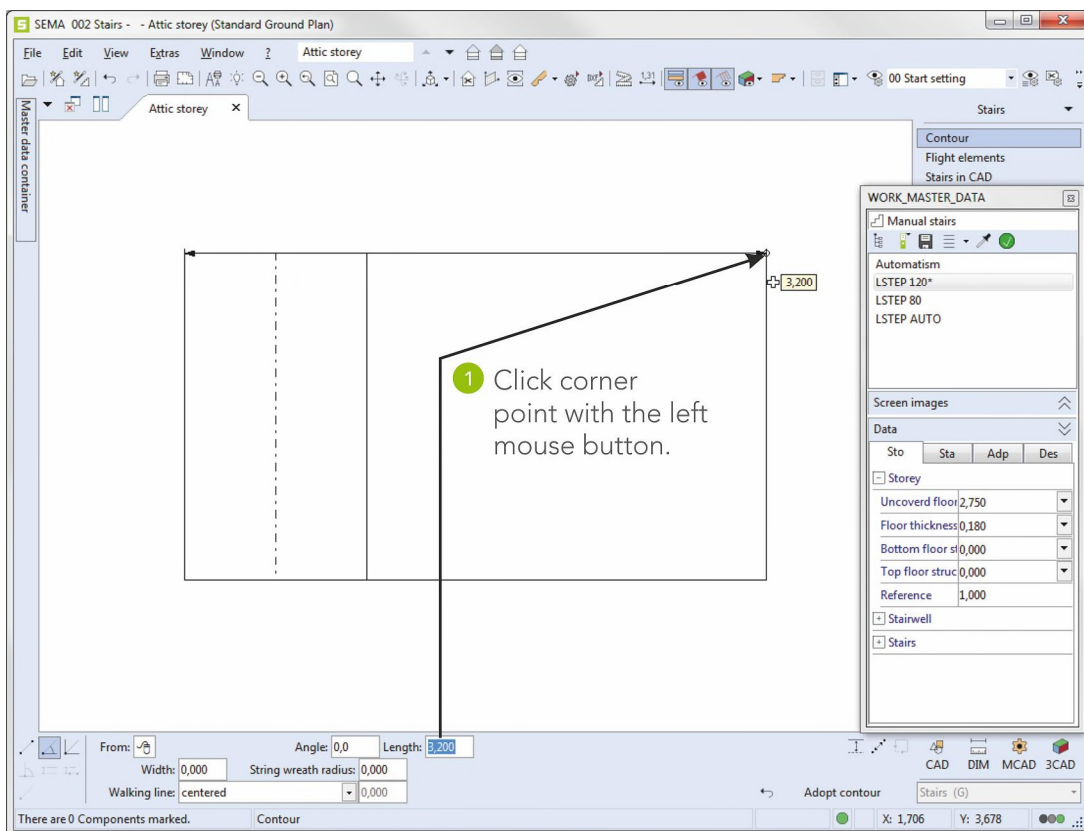 SEMA 002 Stairs - - Attic storey (Standard Ground Plan)
File Edit View Extras Window ? Attic storey
1,31 00 Start setting
Attic storey
Stairs
Master data container
Contour
Flight elements
Stairs in CAD
WORK_MASTER_DATA
Manual stairs
Automatism
LSTEP 120*
LSTEP 80
LSTEP AUTO
3,200
1 Click corner
point with the left
mouse button.
Screen images
Data
Sto Sta Adp Des
Storey
Uncoverd floor 2,750
Floor thickness 0,180
Bottom floor st 0,000
Top floor struc 0,000
Reference 1,000
Stairwell
Stairs
From: Angle: 0,0 Length: 3,200
Width: 0,000 String wreath radius: 0,000
Walking line: centered 0,000
CAD DIM MCAD 3CAD
Adopt contour Stairs (G)
There are 0 Components marked. Contour X: 1,706 Y: 3,678